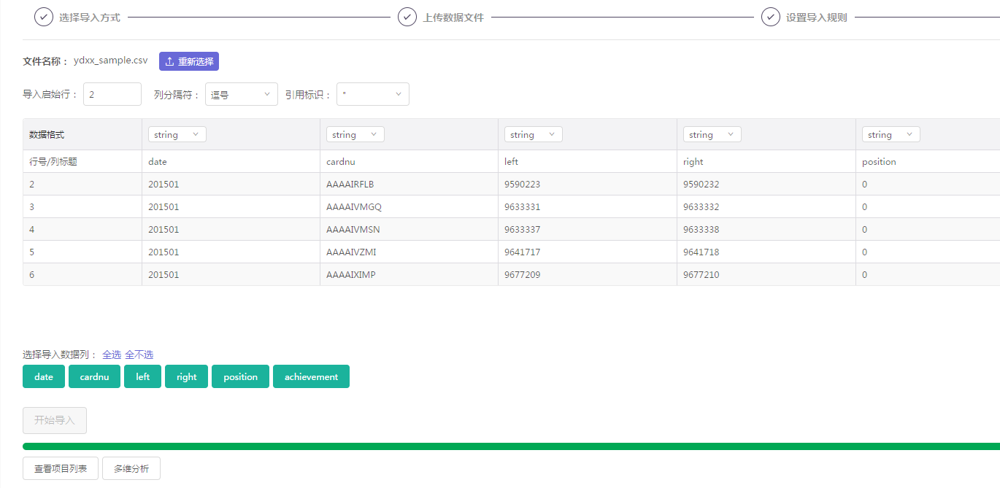 选择导入方式 上传数据文件 设置导入规则
文件名称： ydxx_sample.csv 重新选择
导入启始行： 2 列分隔符： 逗号 引用标识： "
数据格式 string string string string string
行号/列标题 date cardnu left right position
2 201501 AAAAIRFLB 9590223 9590232 0
3 201501 AAAAIVMGQ 9633331 9633332 0
4 201501 AAAAIVMSN 9633337 9633338 0
5 201501 AAAAIVZMI 9641717 9641718 0
6 201501 AAAAIXIMP 9677209 9677210 0
选择导入数据列： 全选 全不选
date cardnu left right position achievement
开始导入
查看项目列表 多维分析